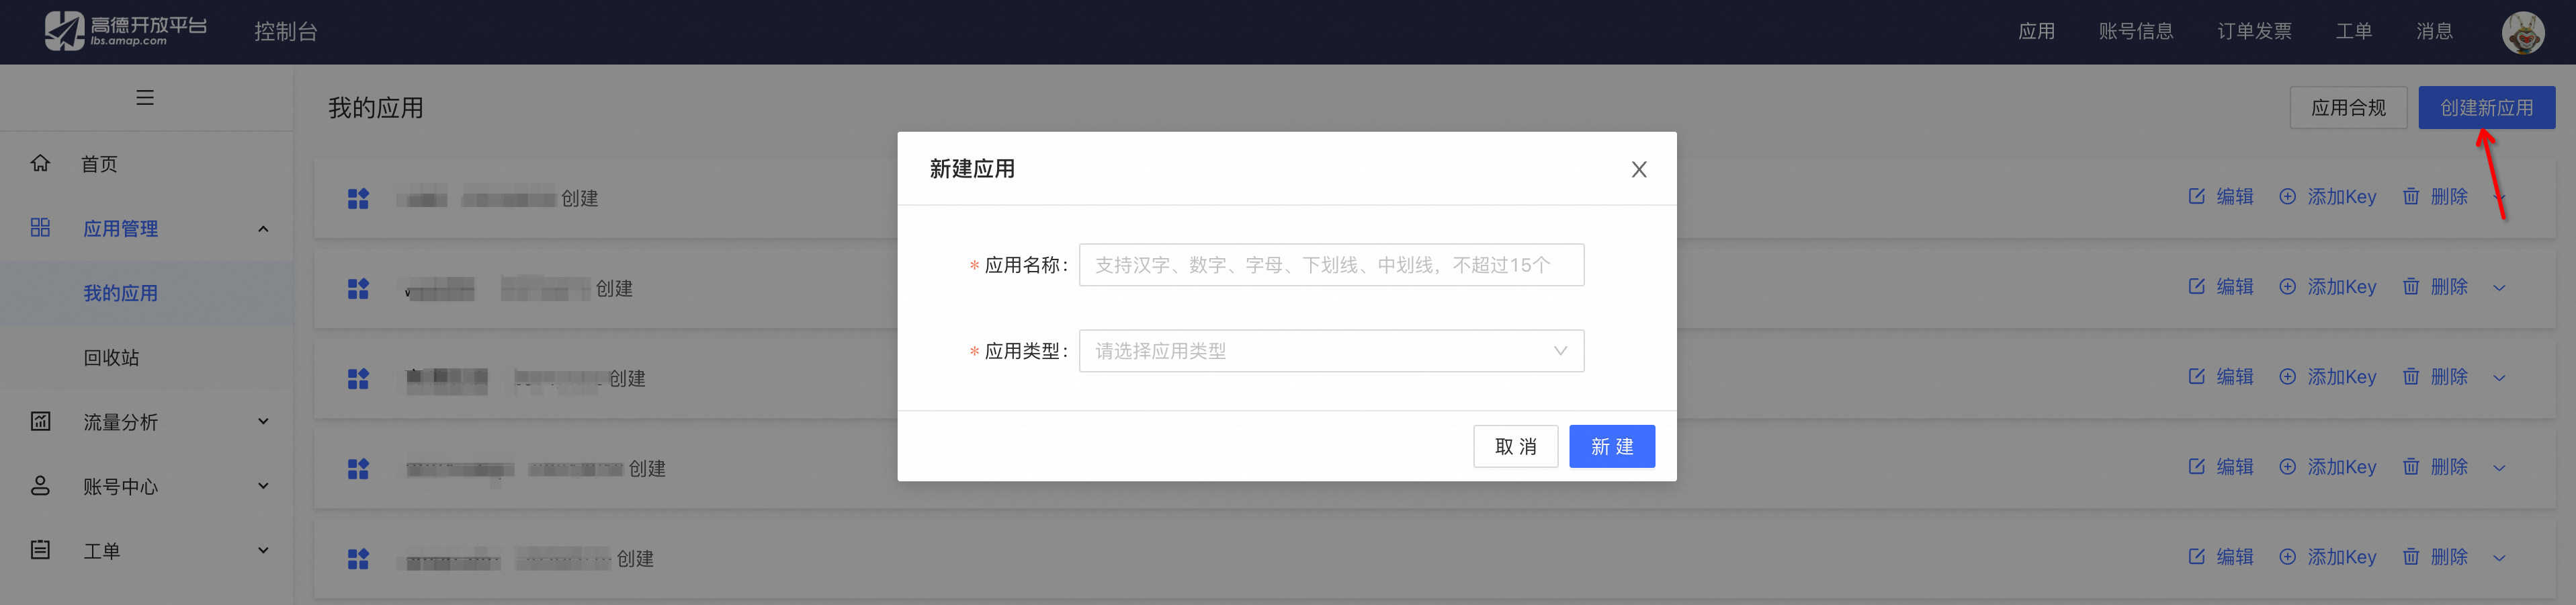 高德开放平台
lbs.amap.com
控制台
应用 账号信息 订单发票 工单 消息
首页
应用管理
我的应用
回收站
流量分析
账号中心
工单
我的应用
应用合规 创建新应用
创建 编辑 添加Key 删除
创建 编辑 添加Key 删除
创建 编辑 添加Key 删除
创建 编辑 添加Key 删除
创建 编辑 添加Key 删除
新建应用
* 应用名称： 支持汉字、数字、字母、下划线、中划线，不超过15个
* 应用类型： 请选择应用类型
取 消 新 建